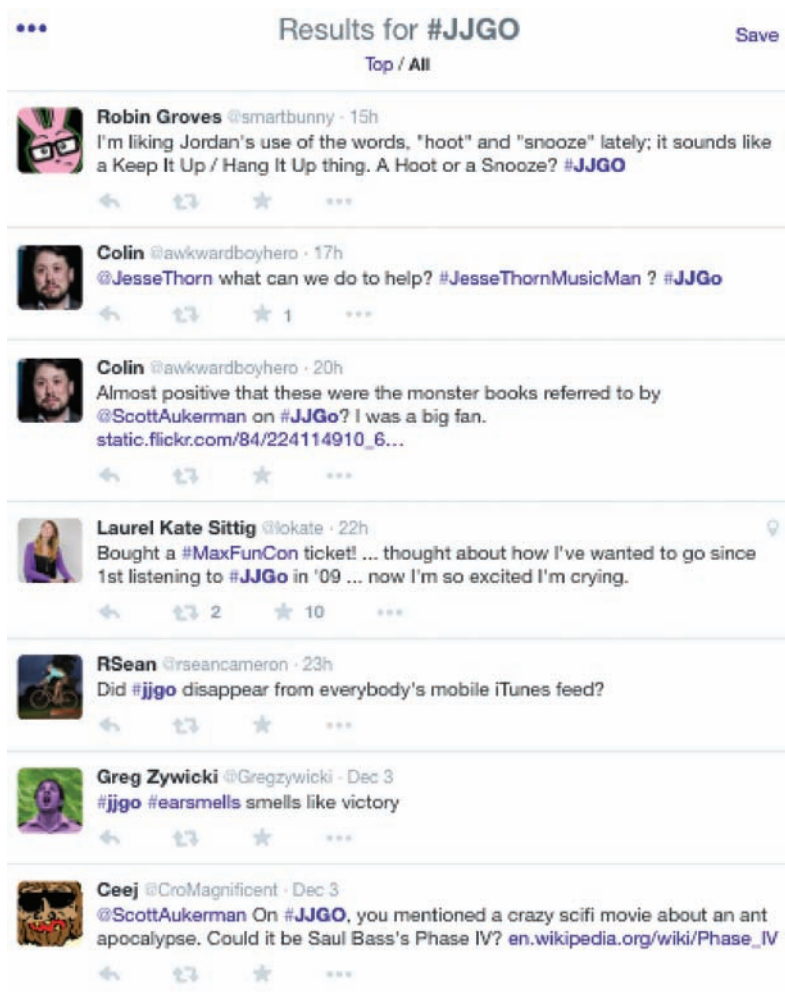 Results for #JJGO
Save
Top / All
Robin Groves @smartbunny · 15h
I'm liking Jordan's use of the words, "hoot" and "snooze" lately; it sounds like
a Keep It Up / Hang It Up thing. A Hoot or a Snooze? #JJGO
Colin @awkwardboyhero · 17h
@JesseThorn what can we do to help? #JesseThornMusicMan ? #JJGo
1
Colin @awkwardboyhero · 20h
Almost positive that these were the monster books referred to by
@ScottAukerman on #JJGo? I was a big fan.
static.flickr.com/84/224114910_6...
Laurel Kate Sittig @lokate · 22h
Bought a #MaxFunCon ticket! ... thought about how I've wanted to go since
1st listening to #JJGo in '09 ... now I'm so excited I'm crying.
2 10
RSean @rseancameron · 23h
Did #jjgo disappear from everybody's mobile iTunes feed?
Greg Zywicki @Gregzywicki · Dec 3
#jjgo #earsmells smells like victory
Ceej @CroMagnificent · Dec 3
@ScottAukerman On #JJGO, you mentioned a crazy scifi movie about an ant
apocalypse. Could it be Saul Bass's Phase IV? en.wikipedia.org/wiki/Phase_IV